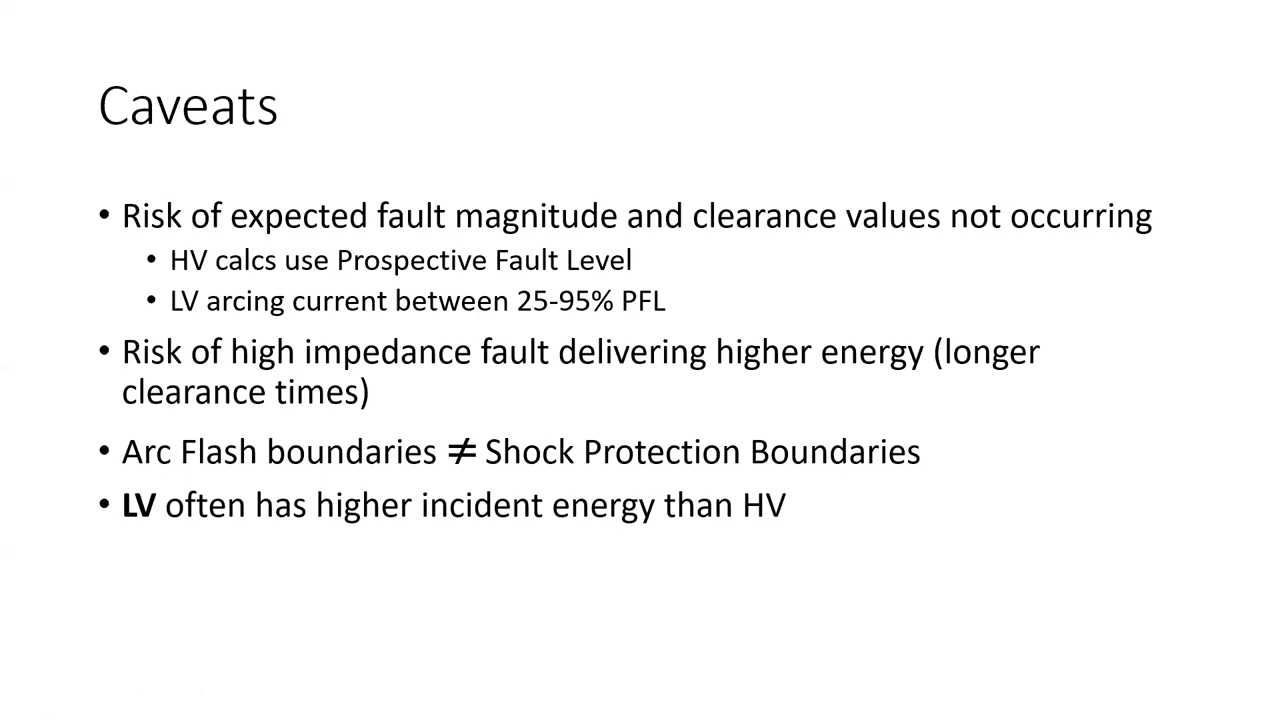 Caveats
• Risk of expected fault magnitude and clearance values not occurring
• HV calcs use Prospective Fault Level
• LV arcing current between 25-95% PFL
• Risk of high impedance fault delivering higher energy (longer
clearance times)
• Arc Flash boundaries ≠ Shock Protection Boundaries
• LV often has higher incident energy than HV